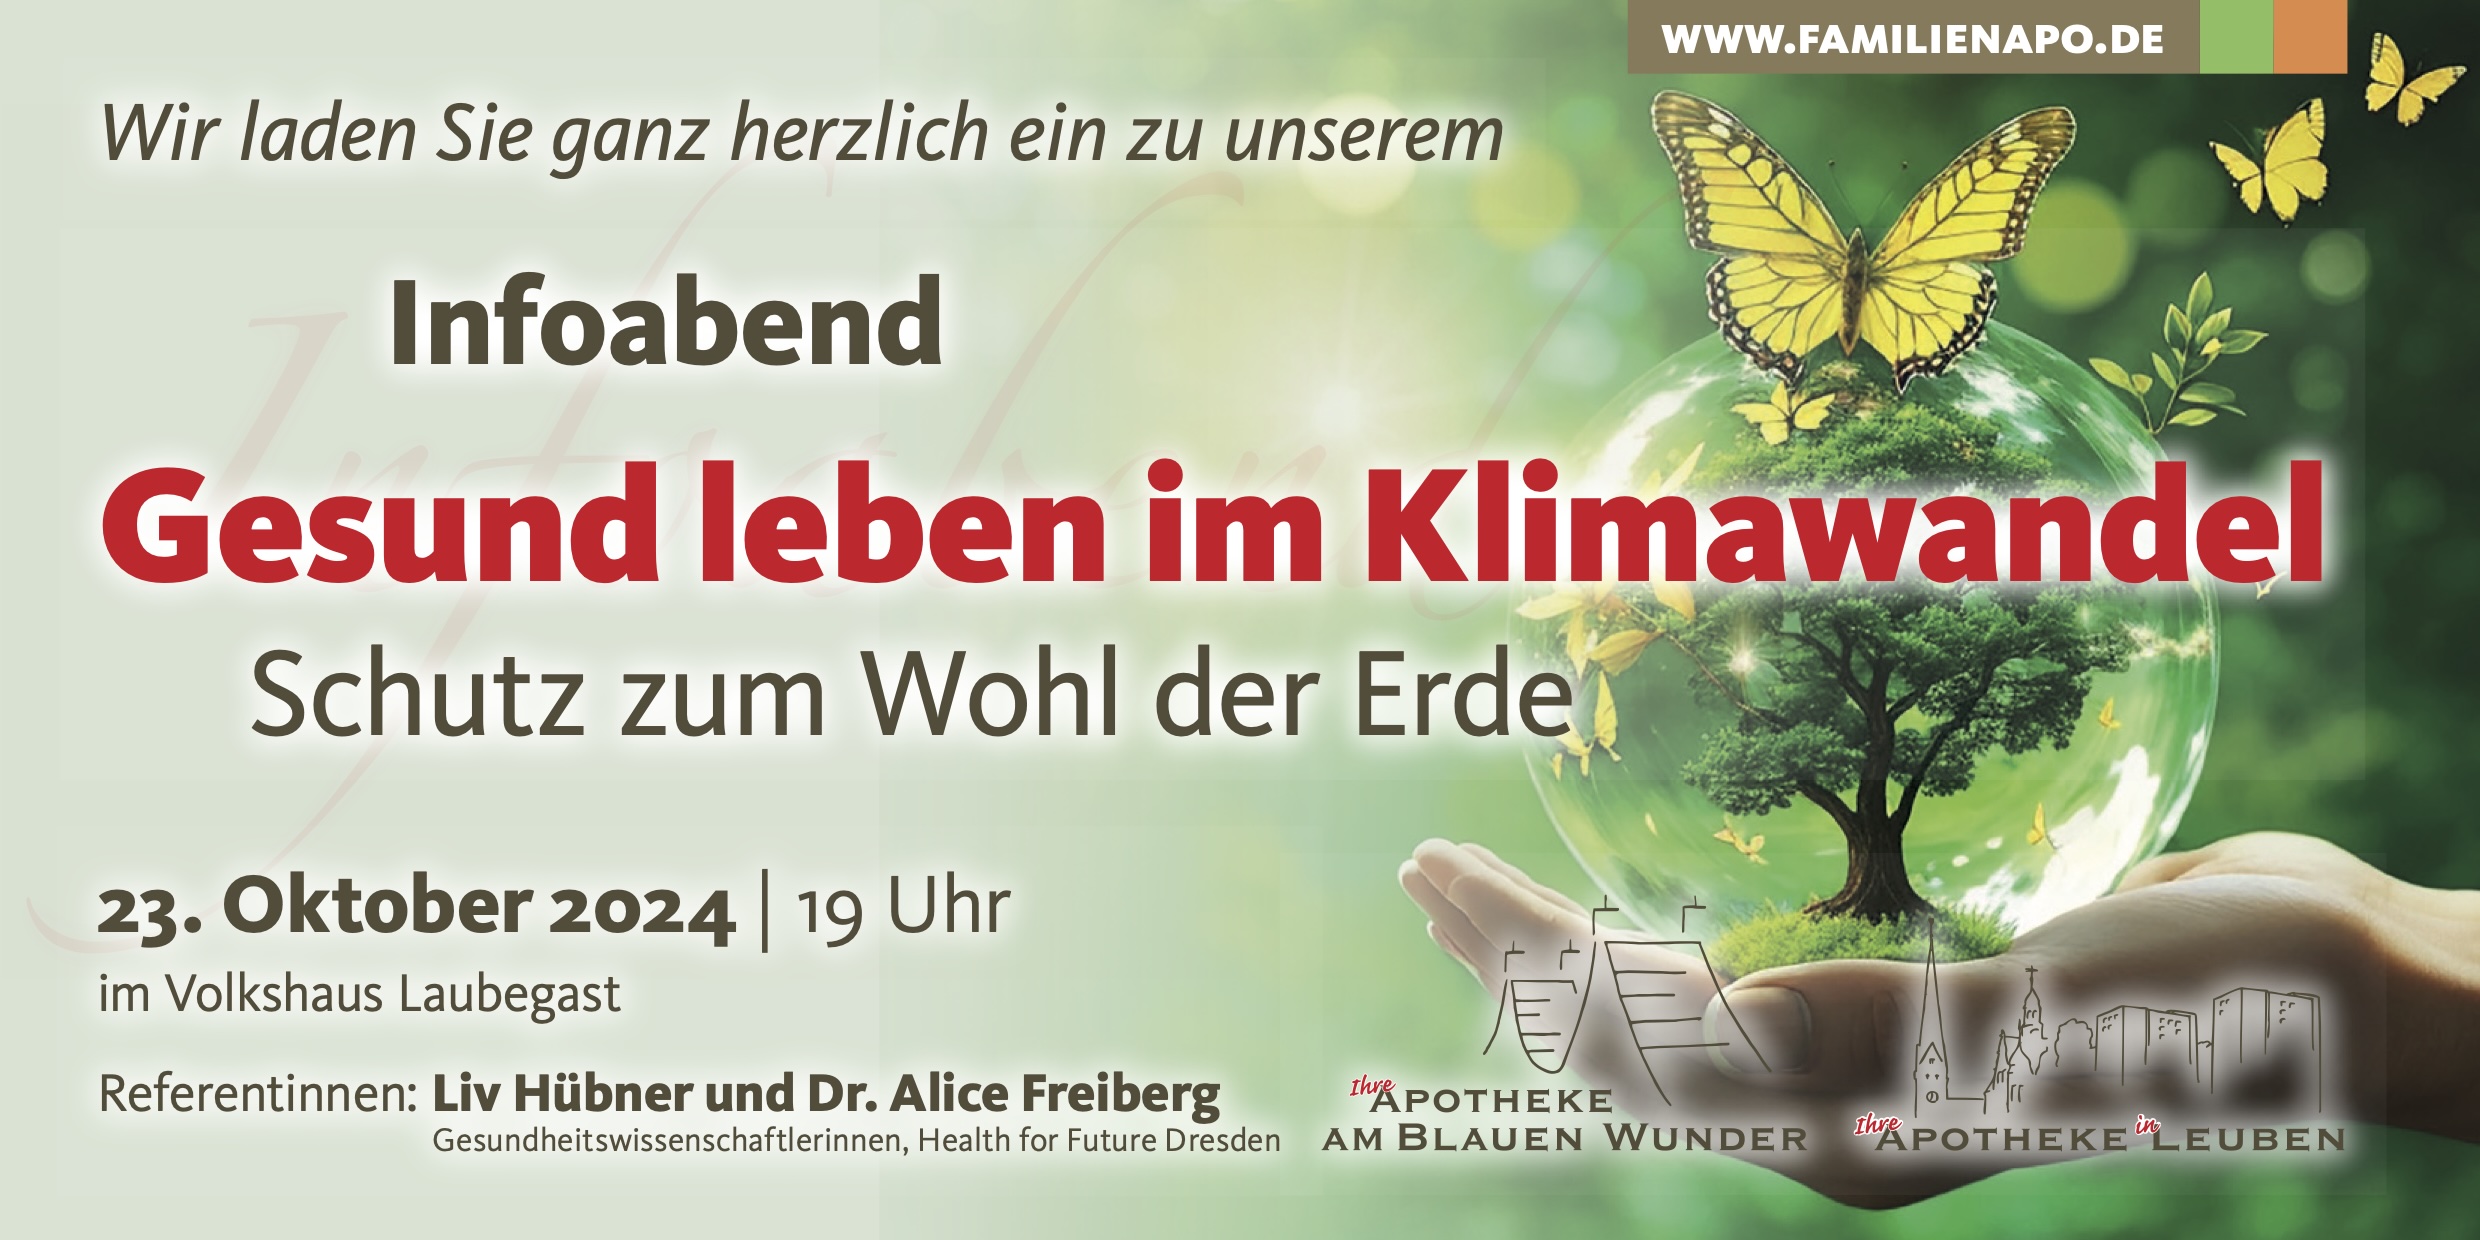 WWW.FAMILIENAPO.DE
Wir laden Sie ganz herzlich ein zu unserem
Infoabend
Infoabend
Gesund leben im Klimawandel
Schutz zum Wohl der Erde
23. Oktober 2024 | 19 Uhr
im Volkshaus Laubegast
Referentinnen: Liv Hübner und Dr. Alice Freiberg
Gesundheitswissenschaftlerinnen, Health for Future Dresden
Ihre APOTHEKE
AM BLAUEN WUNDER
Ihre APOTHEKE in LEUBEN